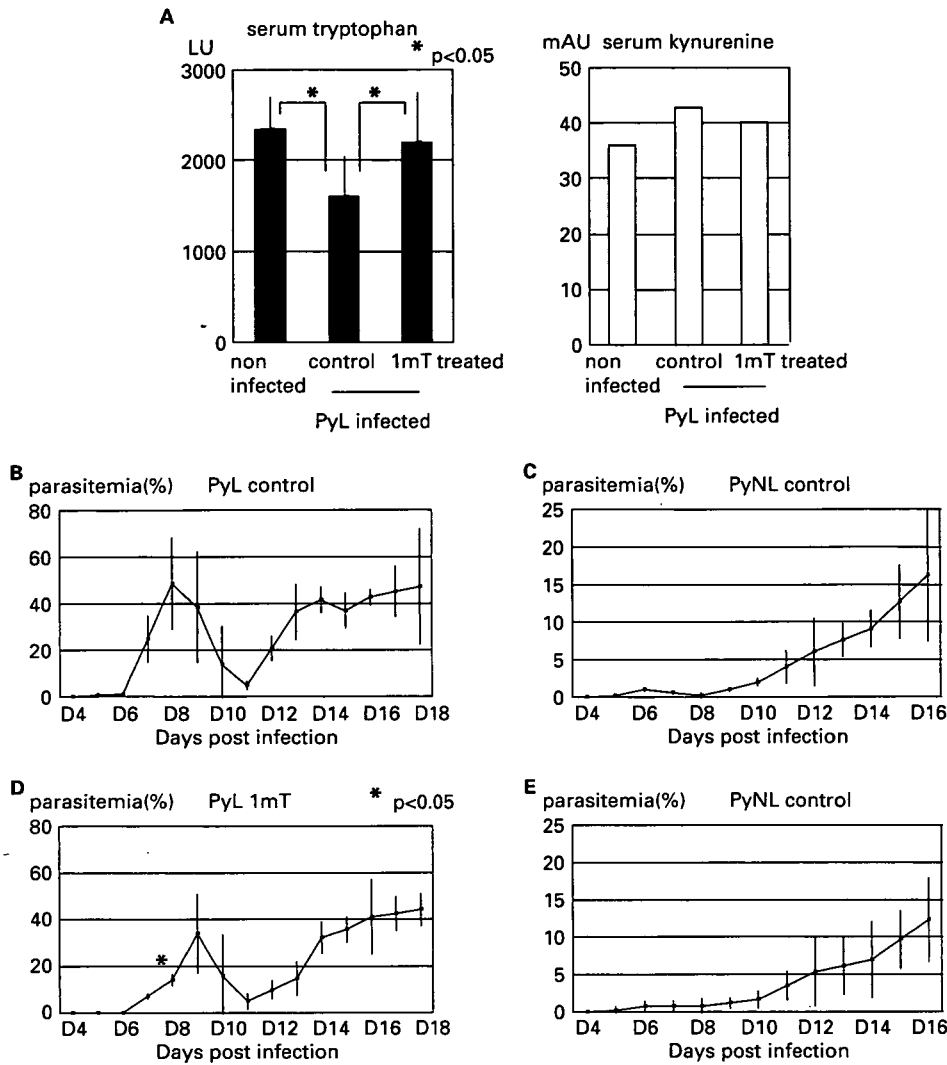 A
serum tryptophan
LU
* p<0.05
3000
2000
1000
0
* *
non infected
control
1mT treated
PyL infected
mAU serum kynurenine
50
40
30
20
10
0
non infected
control
1mT treated
PyL infected
B
parasitemia(%) PyL control
80
60
40
20
0
D4 D6 D8 D10 D12 D14 D16 D18
Days post infection
C
parasitemia(%) PyNL control
25
20
15
10
5
0
D4 D6 D8 D10 D12 D14 D16
Days post infection
D
parasitemia(%) PyL 1mT * p<0.05
80
60
40
20
0
*
D4 D6 D8 D10 D12 D14 D16 D18
Days post infection
E
parasitemia(%) PyNL control
25
20
15
10
5
0
D4 D6 D8 D10 D12 D14 D16
Days post infection